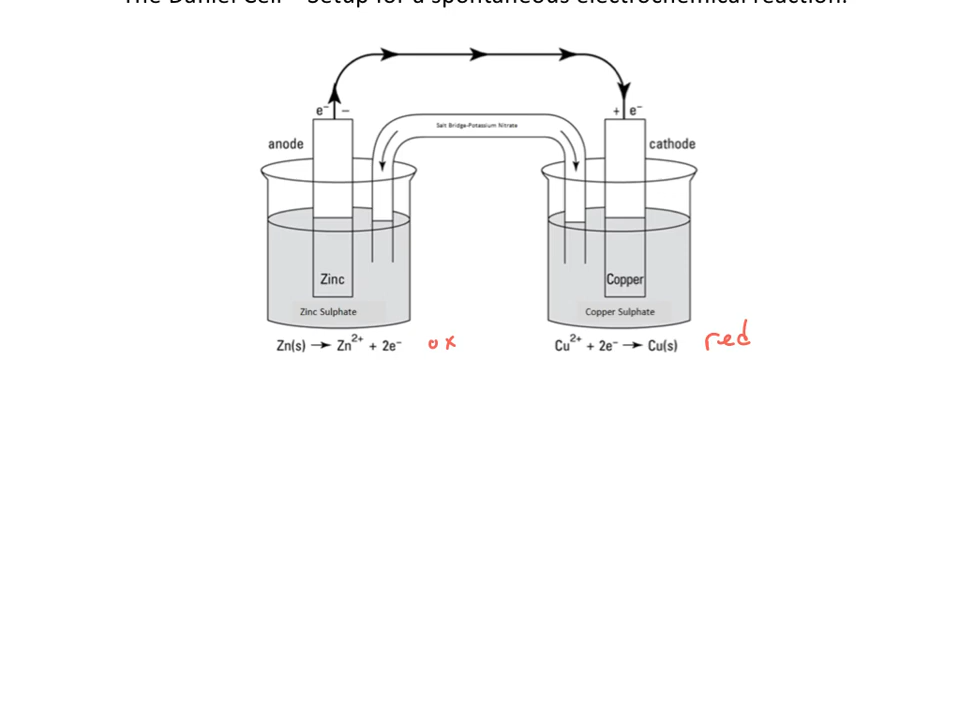 The Daniel Cell – Setup for a spontaneous electrochemical reaction.
e⁻ −
+ e⁻
Salt Bridge-Potassium Nitrate
anode
cathode
Zinc
Copper
Zinc Sulphate
Copper Sulphate
Zn(s) → Zn²⁺ + 2e⁻ ox
Cu²⁺ + 2e⁻ → Cu(s) red